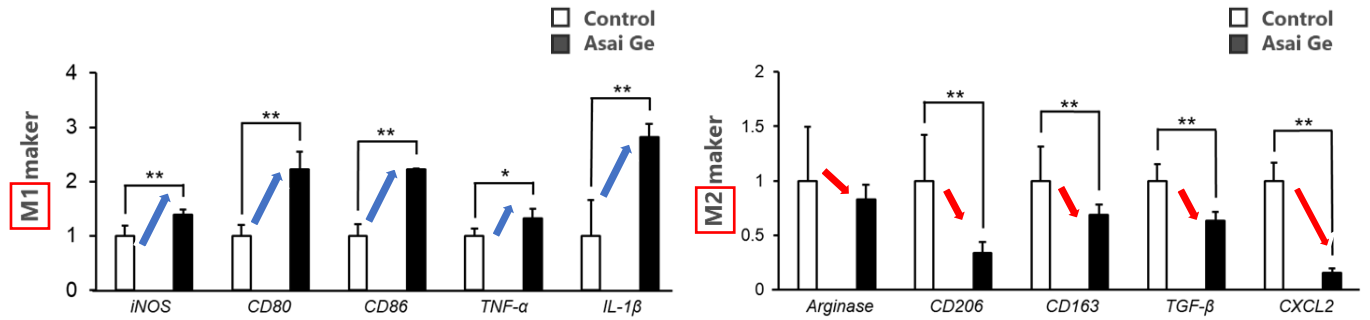 Control
Asai Ge
M1 maker
4
3
2
1
0
** ** ** * **
iNOS CD80 CD86 TNF-α IL-1β
Control
Asai Ge
M2 maker
2
1.5
1
0.5
0
** ** ** **
Arginase CD206 CD163 TGF-β CXCL2